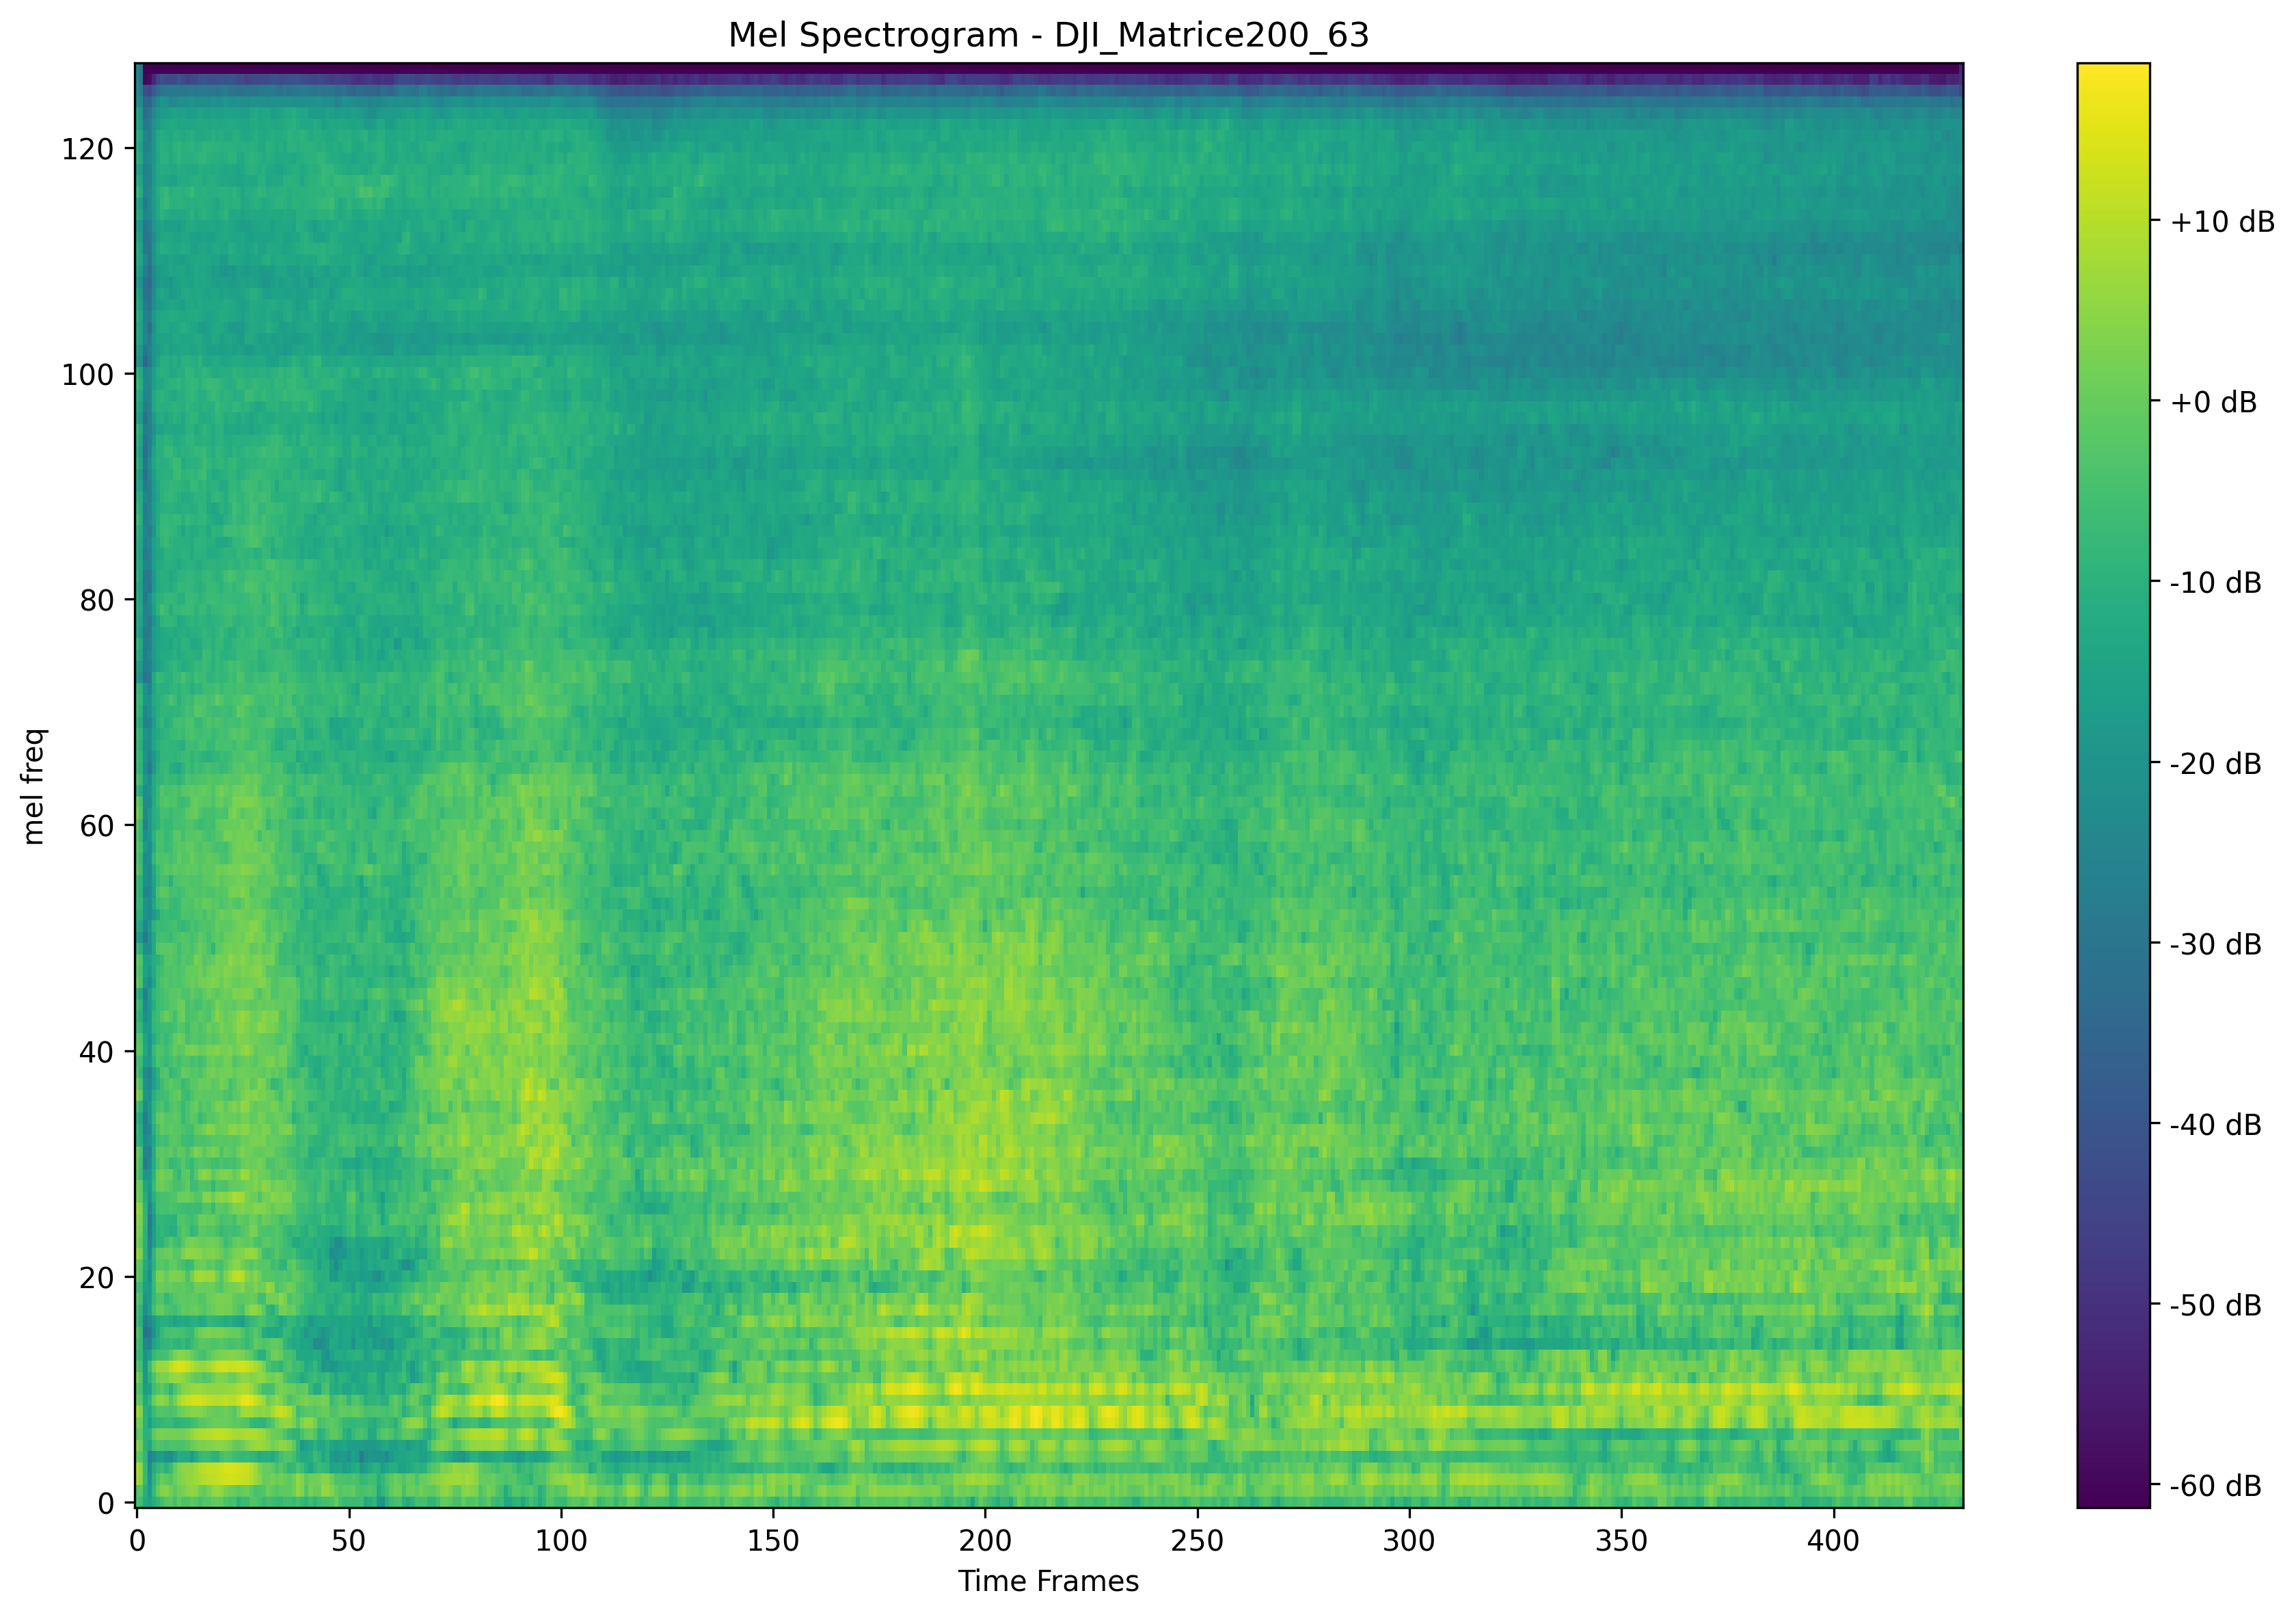 Mel Spectrogram - DJI_Matrice200_63
120
100
80
60
40
20
0
mel freq
0 50 100 150 200 250 300 350 400
Time Frames
+10 dB
+0 dB
-10 dB
-20 dB
-30 dB
-40 dB
-50 dB
-60 dB